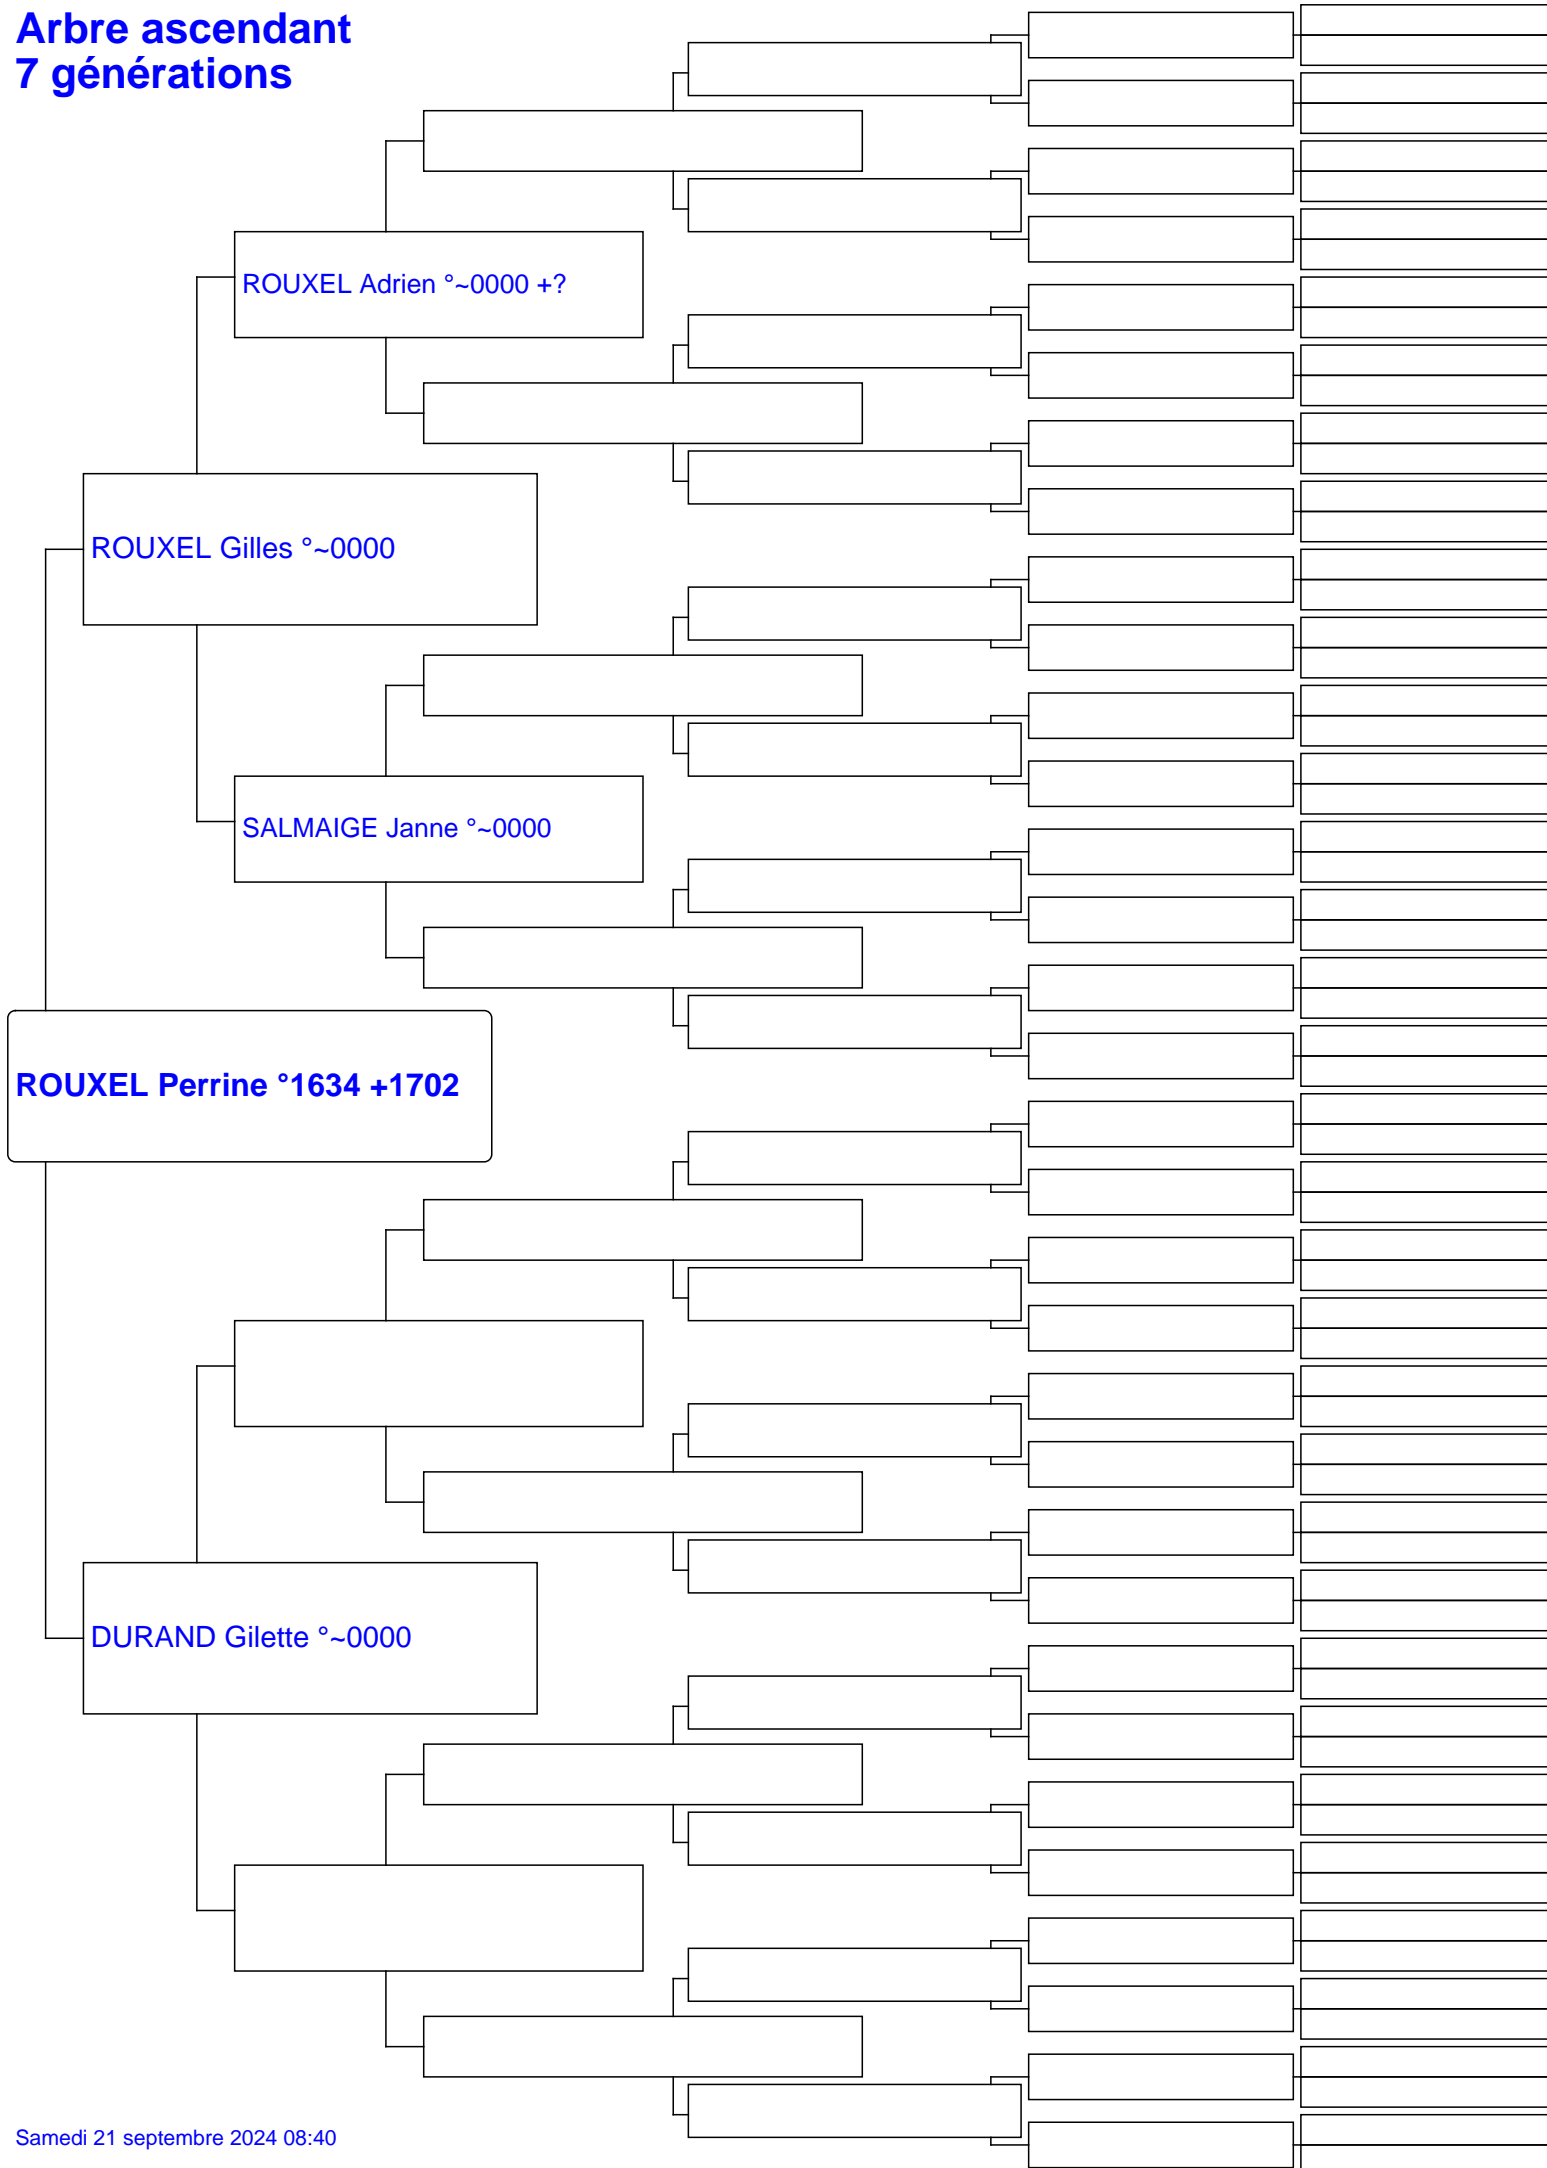 Arbre ascendant
7 générations
ROUXEL Adrien °~0000 +?
ROUXEL Gilles °~0000
SALMAIGE Janne °~0000
ROUXEL Perrine °1634 +1702
DURAND Gilette °~0000
Samedi 21 septembre 2024 08:40